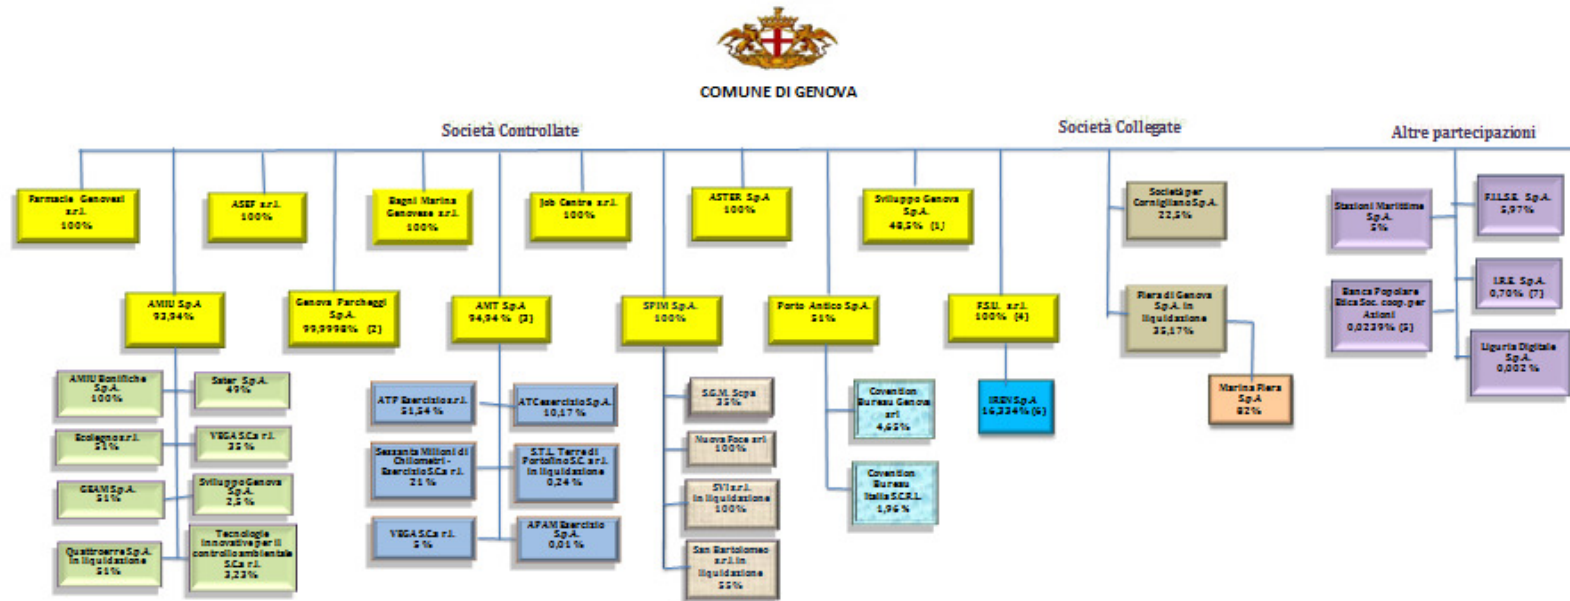 COMUNE DI GENOVA
Società Controllate
Società Collegate
Altre partecipazioni
Farmacie Genovesi
s.r.l.
100%
ASEF s.r.l.
100%
Bagni Marina
Genovese s.r.l.
100%
Job Centre s.r.l.
100%
ASTER S.p.A
100%
Sviluppo Genova
S.p.A.
48,5% (1)
Società per
Cornigliano S.p.A.
22,5%
Stazioni Marittime
S.p.A.
5%
F.I.L.S.E. S.p.A.
5,97%
AMIU S.p.A
93,94%
Genova Parcheggi
S.p.A.
99,9998% (2)
AMT S.p.A
94,94% (3)
SPIM S.p.A.
100%
Porto Antico S.p.A.
51%
F.S.U. s.r.l.
100% (4)
Fiera di Genova
S.p.A. in
liquidazione
35,17%
Banca Popolare
Etica Soc. coop. per
Azioni
0,0239% (5)
I.R.E. S.p.A.
0,70% (7)
Liguria Digitale
S.p.A.
0,002 %
AMIU Bonifiche
S.p.A.
100%
Sater S.p.A.
49%
Ecolegno s.r.l.
51%
VEGA S.C.a r.l.
35 %
GEAM S.p.A.
51%
Sviluppo Genova
S.p.A.
2,5%
Quattroerre S.p.A.
in liquidazione
51%
Tecnologie
innovative per il
controllo ambientale
S.C.a r.l.
3,23%
ATP Esercizio s.r.l.
51,54 %
ATC esercizio S.p.A.
10,17%
Sessanta Milioni di
Chilometri -
Esercizio S.C.a r.l.
21 %
S.T.L. Terre di
Portofino S.C. a r.l.
in liquidazione
0,24 %
VEGA S.C.a r.l.
5 %
APAM Esercizio
S.p.A.
0,01 %
S.G.M. Scpa
35%
Nuova Foce srl
100%
SVI s.r.l.
in liquidazione
100%
San Bartolomeo
s.r.l. in
liquidazione
55%
Covention
Bureau Genova
srl
4,65%
Covention
Bureau
Italia S.C.R.L.
1,96 %
IREN S.p.A
16,334% (6)
Marina Fiera
S.p.A
82%